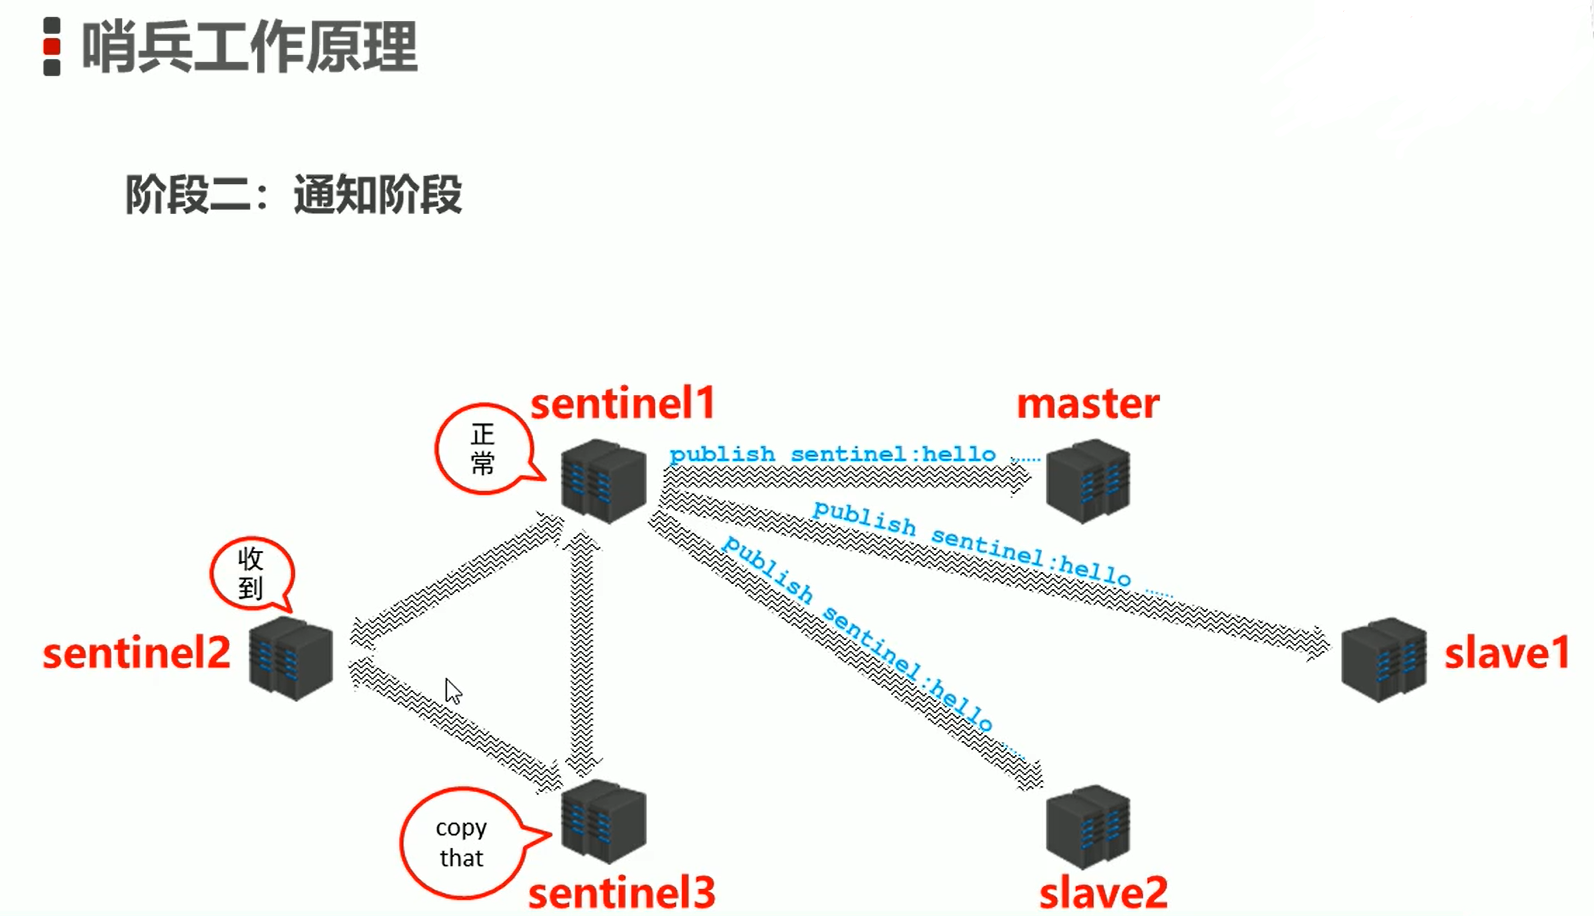 哨兵工作原理
阶段二：通知阶段
sentinel1
master
正
常
publish sentinel:hello ......
publish sentinel:hello ......
publish sentinel:hello ......
收
到
sentinel2
slave1
copy
that
sentinel3
slave2